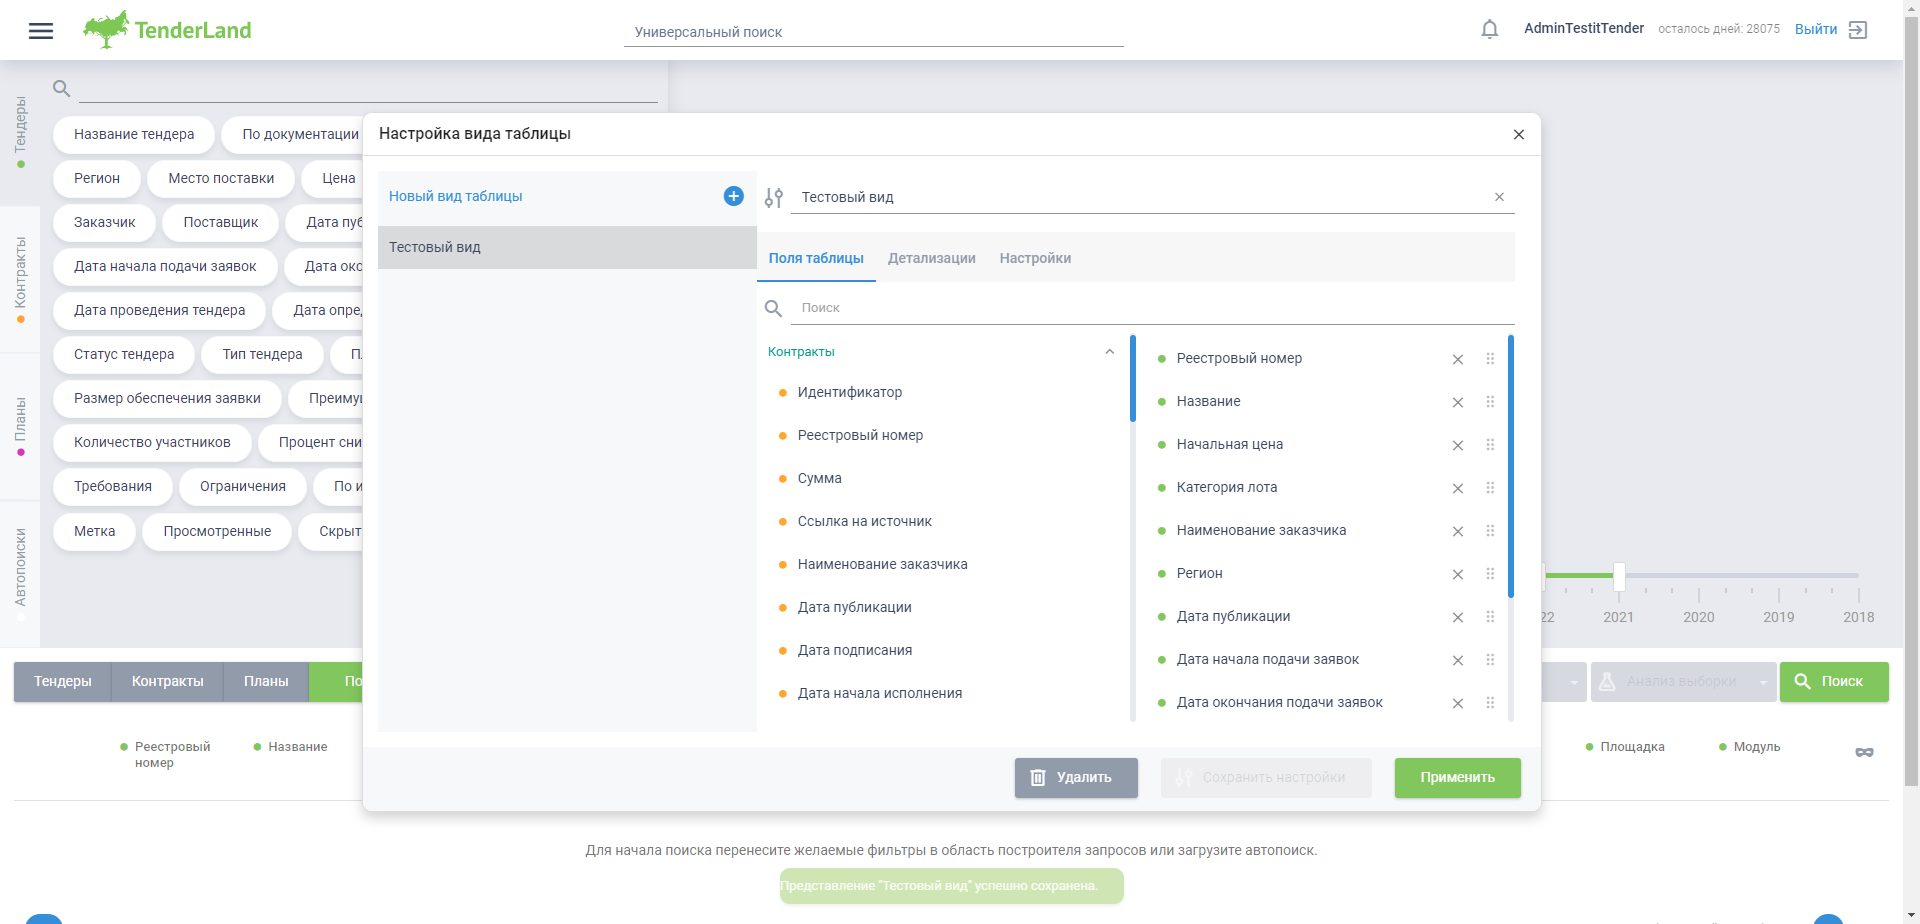 TenderLand
Универсальный поиск
AdminTestitTender
осталось дней: 28075
Выйти
Тендеры
Контракты
Планы
Автопоиски
Название тендера
По документации
Регион
Место поставки
Цена
Заказчик
Поставщик
Дата пуб
Дата начала подачи заявок
Дата око
Дата проведения тендера
Дата опре
Статус тендера
Тип тендера
Размер обеспечения заявки
Преиму
Количество участников
Процент сни
Требования
Ограничения
По и
Метка
Просмотренные
Скрыт
Настройка вида таблицы
Новый вид таблицы
Тестовый вид
Тестовый вид
Поля таблицы
Детализации
Настройки
Поиск
Контракты
Идентификатор
Реестровый номер
Сумма
Ссылка на источник
Наименование заказчика
Дата публикации
Дата подписания
Дата начала исполнения
Реестровый номер
Название
Начальная цена
Категория лота
Наименование заказчика
Регион
Дата публикации
Дата начала подачи заявок
Дата окончания подачи заявок
Удалить
Сохранить настройки
Применить
22
2021
2020
2019
2018
Тендеры
Контракты
Планы
По
Анализ выборки
Поиск
Реестровый
номер
Название
Площадка
Модуль
Для начала поиска перенесите желаемые фильтры в область построителя запросов или загрузите автопоиск.
Представление "Тестовый вид" успешно сохранена.